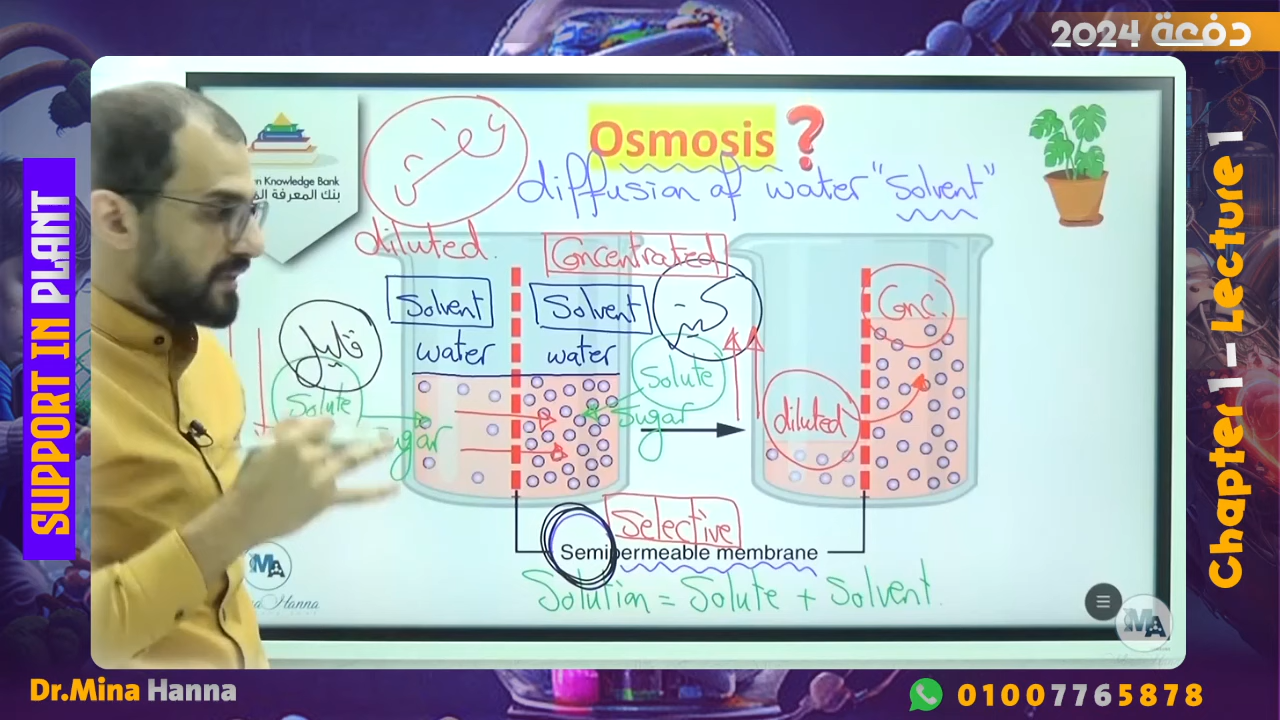 دفعة 2024
SUPPORT IN PLANT
Chapter 1 - Lecture 1
n Knowledge Bank
بنك المعرفة
Osmosis ?
diffusion of water "Solvent"
diluted.
Concentrated
Solvent
water
Solvent
water
Solute
Sugar
Solute
Sugar
Conc.
diluted
Selective
Semipermeable membrane
Solution = Solute + Solvent.
MA
Hanna
MA
Dr.Mina Hanna
01007765878